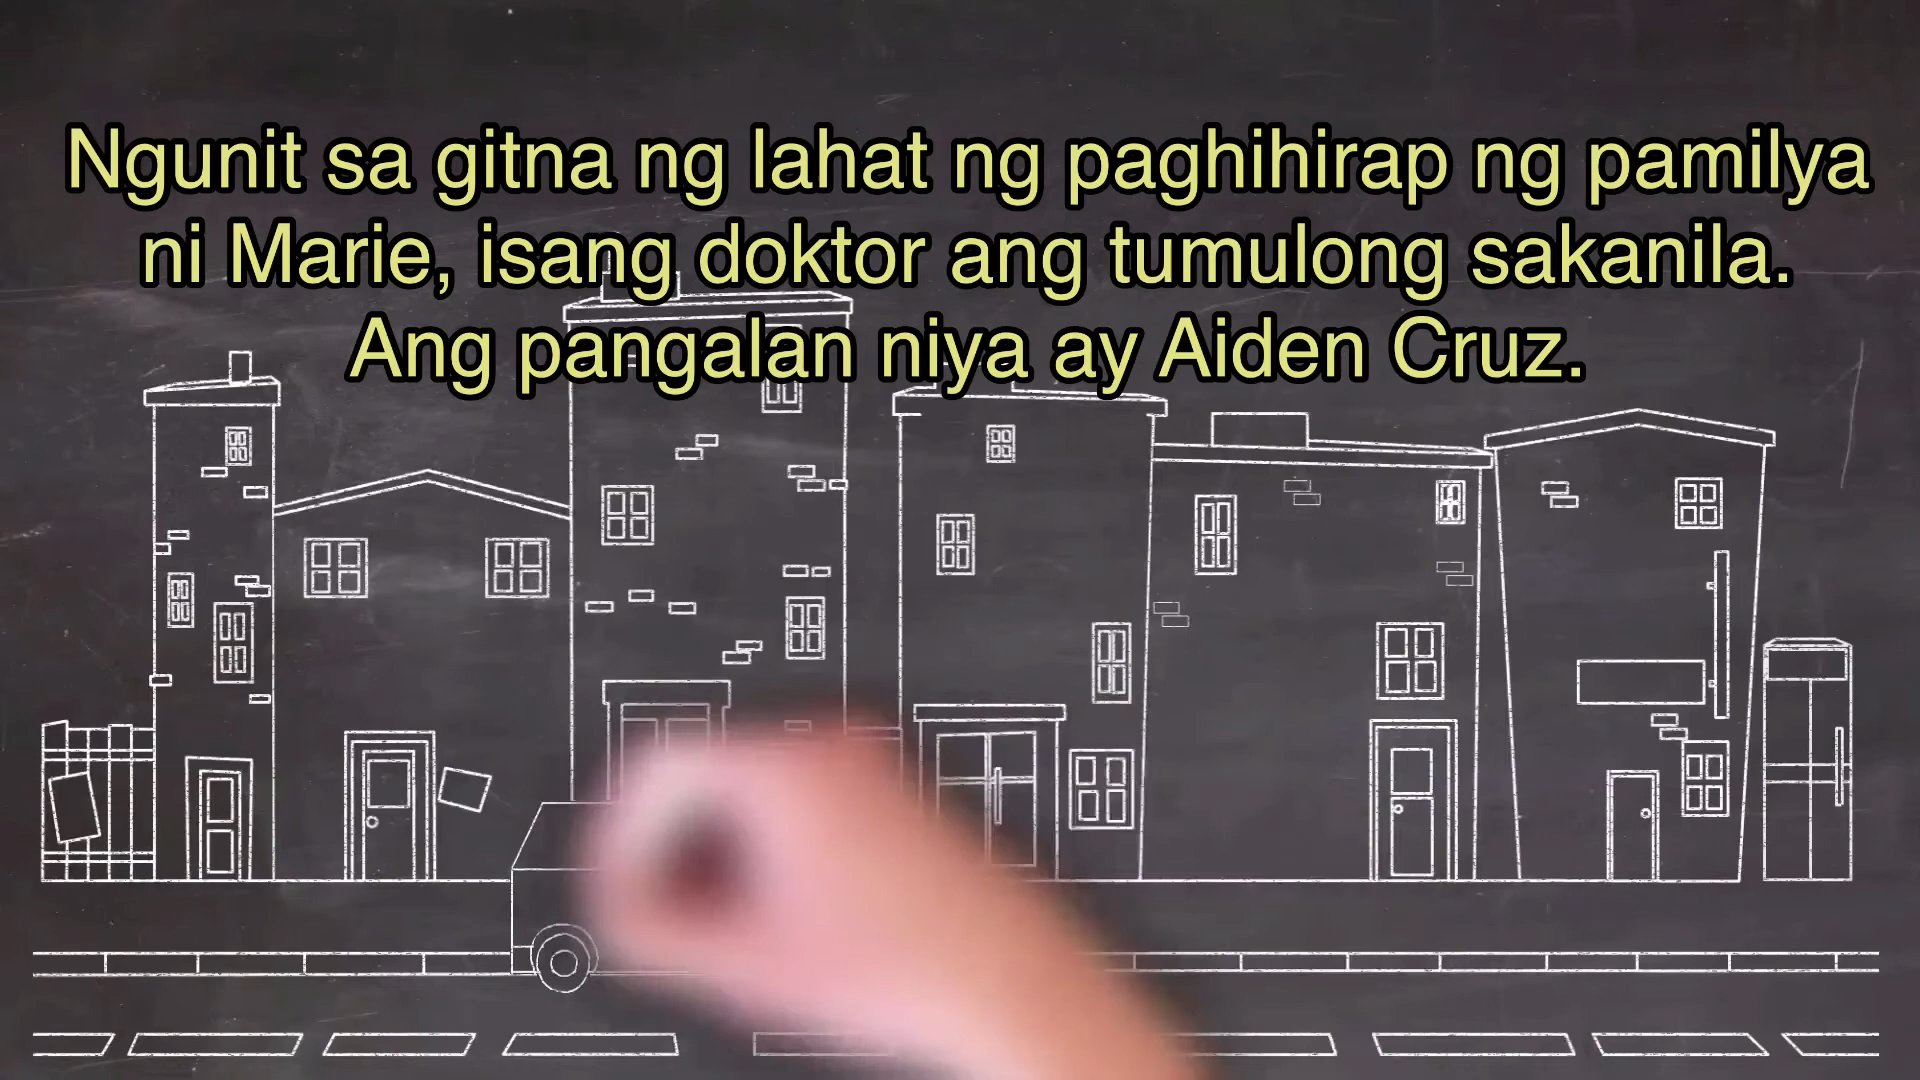 Ngunit sa gitna ng lahat ng paghihirap ng pamilya
ni Marie, isang doktor ang tumulong sakanila.
Ang pangalan niya ay Aiden Cruz.